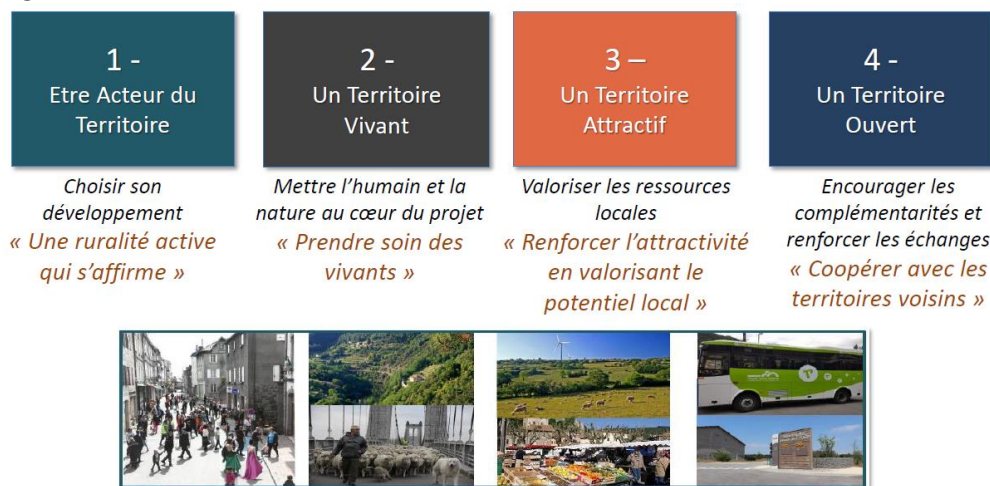 1 -
Etre Acteur du
Territoire
Choisir son
développement
« Une ruralité active
qui s’affirme »
2 -
Un Territoire
Vivant
Mettre l’humain et la
nature au cœur du projet
« Prendre soin des
vivants »
3 –
Un Territoire
Attractif
Valoriser les ressources
locales
« Renforcer l’attractivité
en valorisant le
potentiel local »
4 -
Un Territoire
Ouvert
Encourager les
complémentarités et
renforcer les échanges
« Coopérer avec les
territoires voisins »